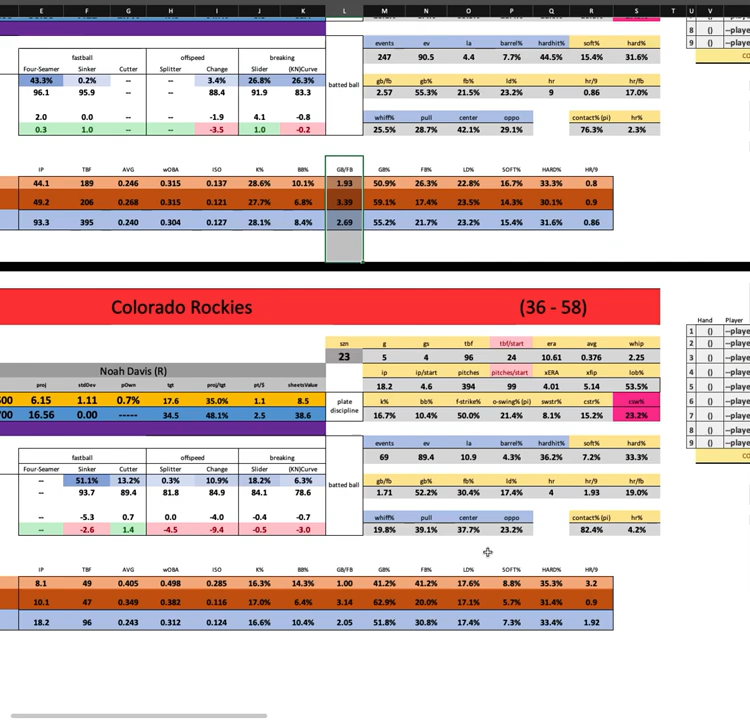 E F G H I J K L M N O P Q R S T U V W
8 () --playe
9 () --playe
CO
fastball offspeed breaking
Four-Seamer Sinker Cutter Splitter Change Slider (KN)Curve
43.3% 0.2% -- -- 3.4% 26.8% 26.3%
96.1 95.9 -- -- 88.4 91.9 83.3
2.0 0.0 -1.9 4.1 -0.8
0.3 1.0 -- -- -3.5 1.0 -0.2
batted ball
events ev la barrel% hardhit% soft% hard%
247 90.5 4.4 7.7% 44.5% 15.4% 31.6%
gb/fb gb% fb% ld% hr hr/9 hr/fb
2.57 55.3% 21.5% 23.2% 9 0.86 17.0%
whiff% pull center oppo contact% (pi) hr%
25.5% 28.7% 42.1% 29.1% 76.3% 2.3%
IP TBF AVG wOBA ISO K% BB% GB/FB GB% FB% LD% SOFT% HARD% HR/9
44.1 189 0.246 0.315 0.137 28.6% 10.1% 1.93 50.9% 26.3% 22.8% 16.7% 33.3% 0.8
49.2 206 0.268 0.315 0.121 27.7% 6.8% 3.39 59.1% 17.4% 23.5% 14.3% 30.1% 0.9
93.3 395 0.240 0.304 0.127 28.1% 8.4% 2.69 55.2% 21.7% 23.2% 15.4% 31.6% 0.86
Colorado Rockies (36 - 58)
Hand Player
1 () --playe
2 () --playe
3 () --playe
4 () --playe
5 () --playe
6 () --playe
7 () --playe
8 () --playe
9 () --playe
CO
szn g gs tbf tbf/start era avg whip
23 5 4 96 24 10.61 0.376 2.25
Noah Davis (R)
ip ip/start pitches pitches/start xERA xfip lob%
18.2 4.6 394 99 4.01 5.14 53.5%
proj stdDev pOwn tgt proj/tgt pt/$ sheetsValue
500 6.15 1.11 0.7% 17.6 35.0% 1.1 8.5
700 16.56 0.00 ----- 34.5 48.1% 2.5 38.6
plate discipline
k% bb% f-strike% o-swing% (pi) swstr% cstr% csw%
16.7% 10.4% 50.0% 21.4% 8.1% 15.2% 23.2%
fastball offspeed breaking
Four-Seamer Sinker Cutter Splitter Change Slider (KN)Curve
-- 51.1% 13.2% 0.3% 10.9% 18.2% 6.3%
-- 93.7 89.4 81.8 84.9 84.1 78.6
-5.3 0.7 0.0 -4.0 -0.4 -0.7
-- -2.6 1.4 -4.5 -9.4 -0.5 -3.0
batted ball
events ev la barrel% hardhit% soft% hard%
69 89.4 10.9 4.3% 36.2% 7.2% 33.3%
gb/fb gb% fb% ld% hr hr/9 hr/fb
1.71 52.2% 30.4% 17.4% 4 1.93 19.0%
whiff% pull center oppo contact% (pi) hr%
19.8% 39.1% 37.7% 23.2% 82.4% 4.2%
IP TBF AVG wOBA ISO K% BB% GB/FB GB% FB% LD% SOFT% HARD% HR/9
8.1 49 0.405 0.498 0.285 16.3% 14.3% 1.00 41.2% 41.2% 17.6% 8.8% 35.3% 3.2
10.1 47 0.349 0.382 0.116 17.0% 6.4% 3.14 62.9% 20.0% 17.1% 5.7% 31.4% 0.9
18.2 96 0.243 0.312 0.124 16.6% 10.4% 2.05 51.8% 30.8% 17.4% 7.3% 33.4% 1.92